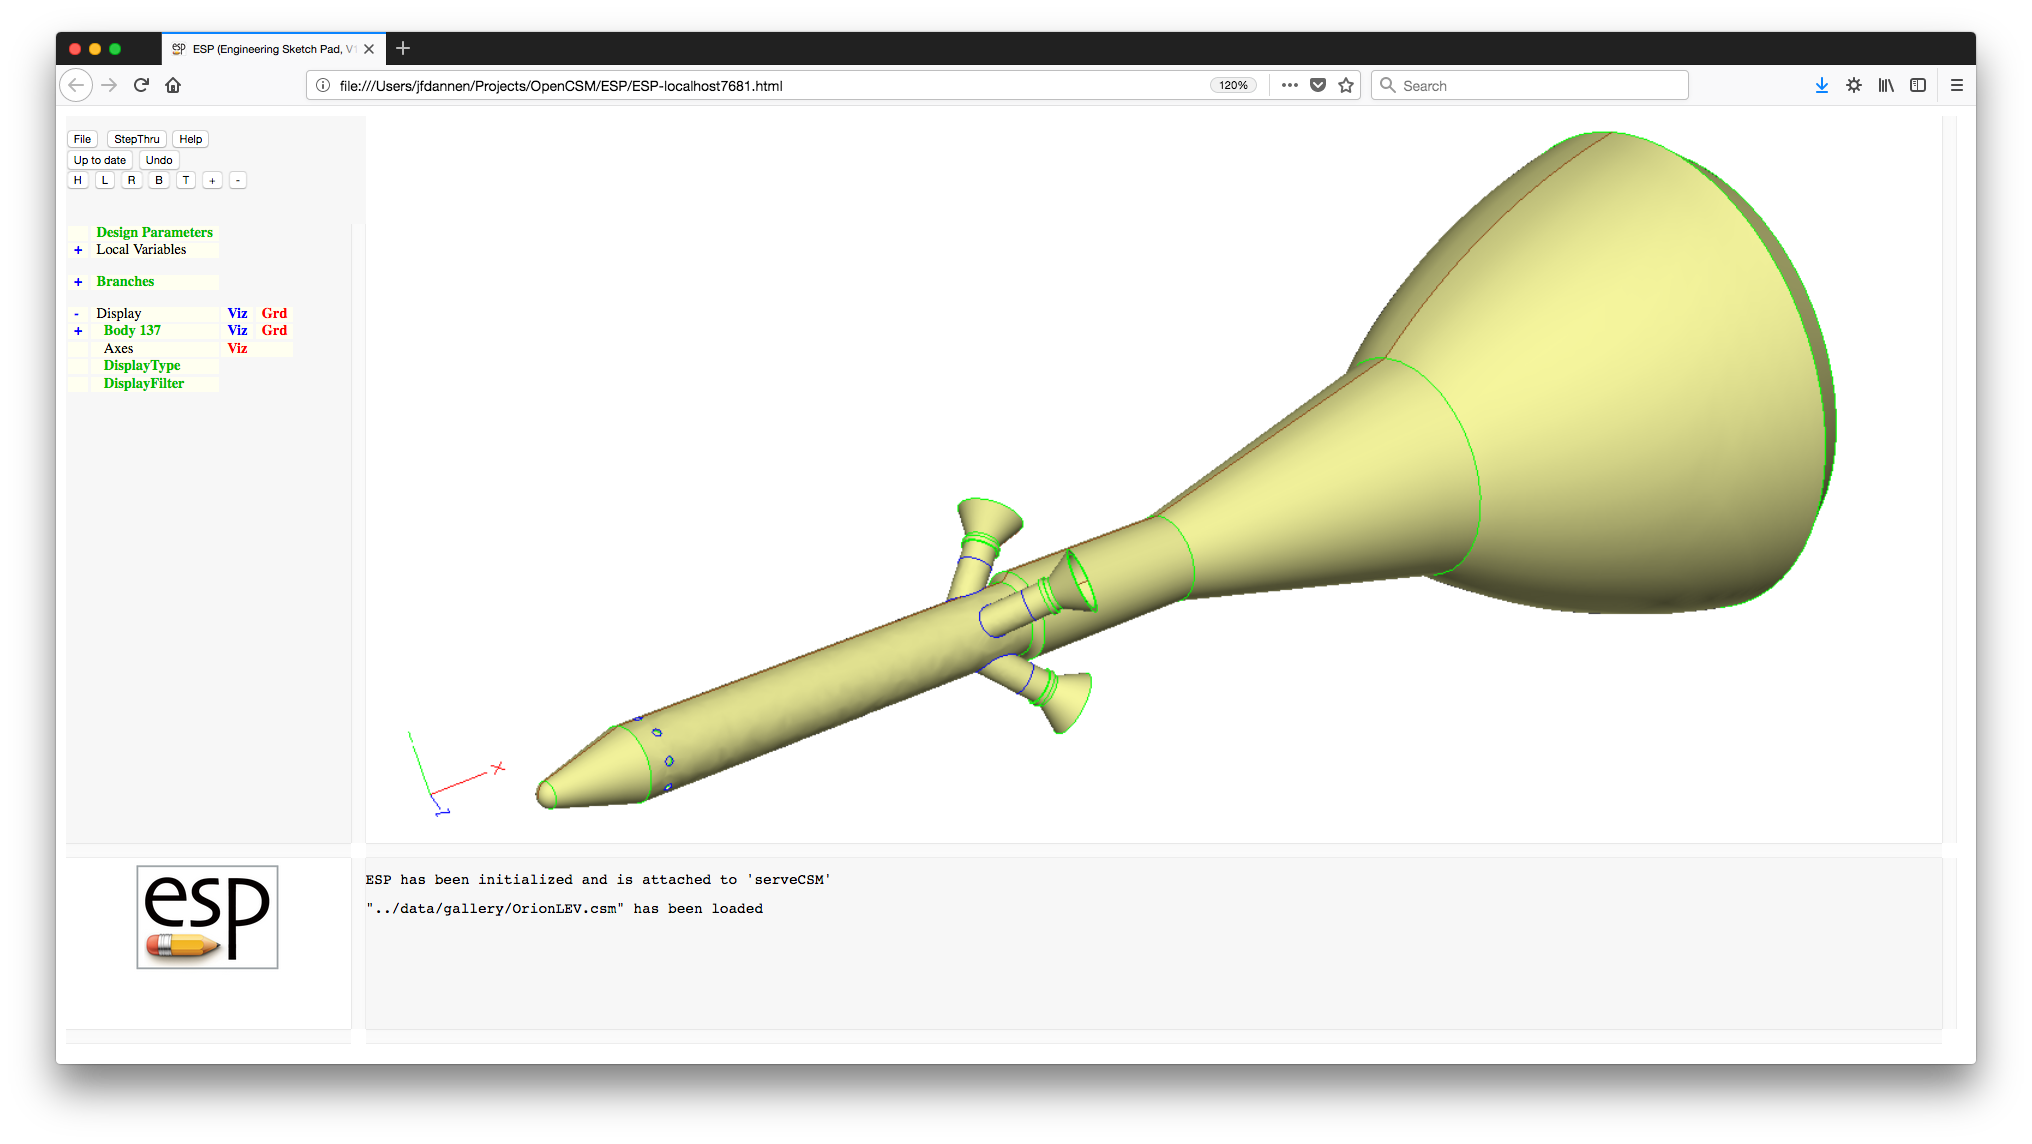 esp ESP (Engineering Sketch Pad, V1
file:///Users/jfdannen/Projects/OpenCSM/ESP/ESP-localhost7681.html 120% Search
File StepThru Help
Up to date Undo
H L R B T + -
Design Parameters
+ Local Variables
+ Branches
- Display Viz Grd
+ Body 137 Viz Grd
Axes Viz
DisplayType
DisplayFilter
X
Z
esp
ESP has been initialized and is attached to 'serveCSM'
"../data/gallery/OrionLEV.csm" has been loaded